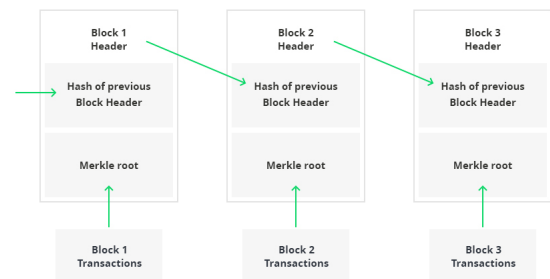 Block 1
Header
Block 2
Header
Block 3
Header
Hash of previous
Block Header
Hash of previous
Block Header
Hash of previous
Block Header
Merkle root
Merkle root
Merkle root
Block 1
Transactions
Block 2
Transactions
Block 3
Transactions